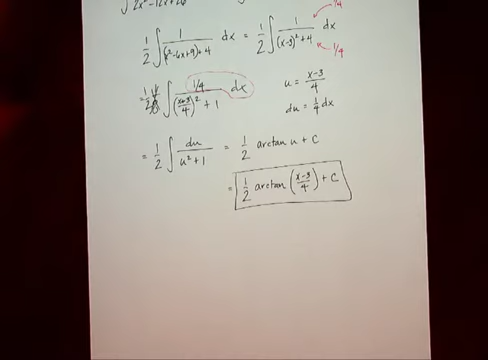 ∫ 2x² - 12x + 26
1/2 ∫ 1/((x²-6x+9)+4) dx = 1/2 ∫ 1/((x-3)²+4) dx 1/4 1/4
= 1/2 ∫ 1/4/(((x-3)/4)² + 1) dx u = (x-3)/4
du = 1/4 dx
= 1/2 ∫ du/(u²+1) = 1/2 arctan u + C
= 1/2 arctan ((x-3)/4) + C